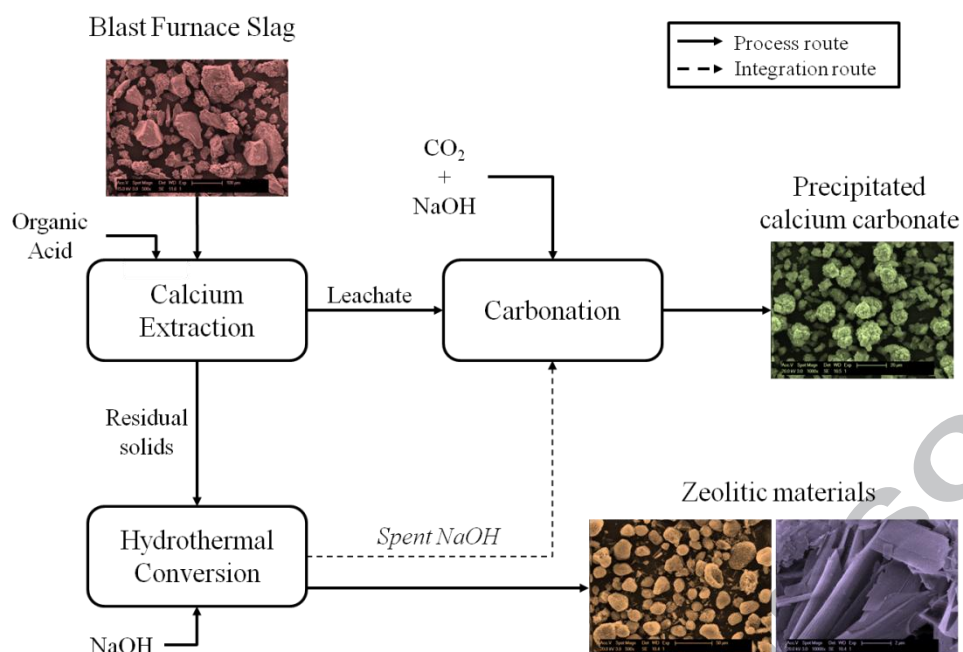 Blast Furnace Slag
Process route
Integration route
CO₂
+
NaOH
Organic
Acid
Precipitated
calcium carbonate
Calcium
Extraction
Leachate
Carbonation
Residual
solids
Zeolitic materials
Hydrothermal
Conversion
Spent NaOH
NaOH